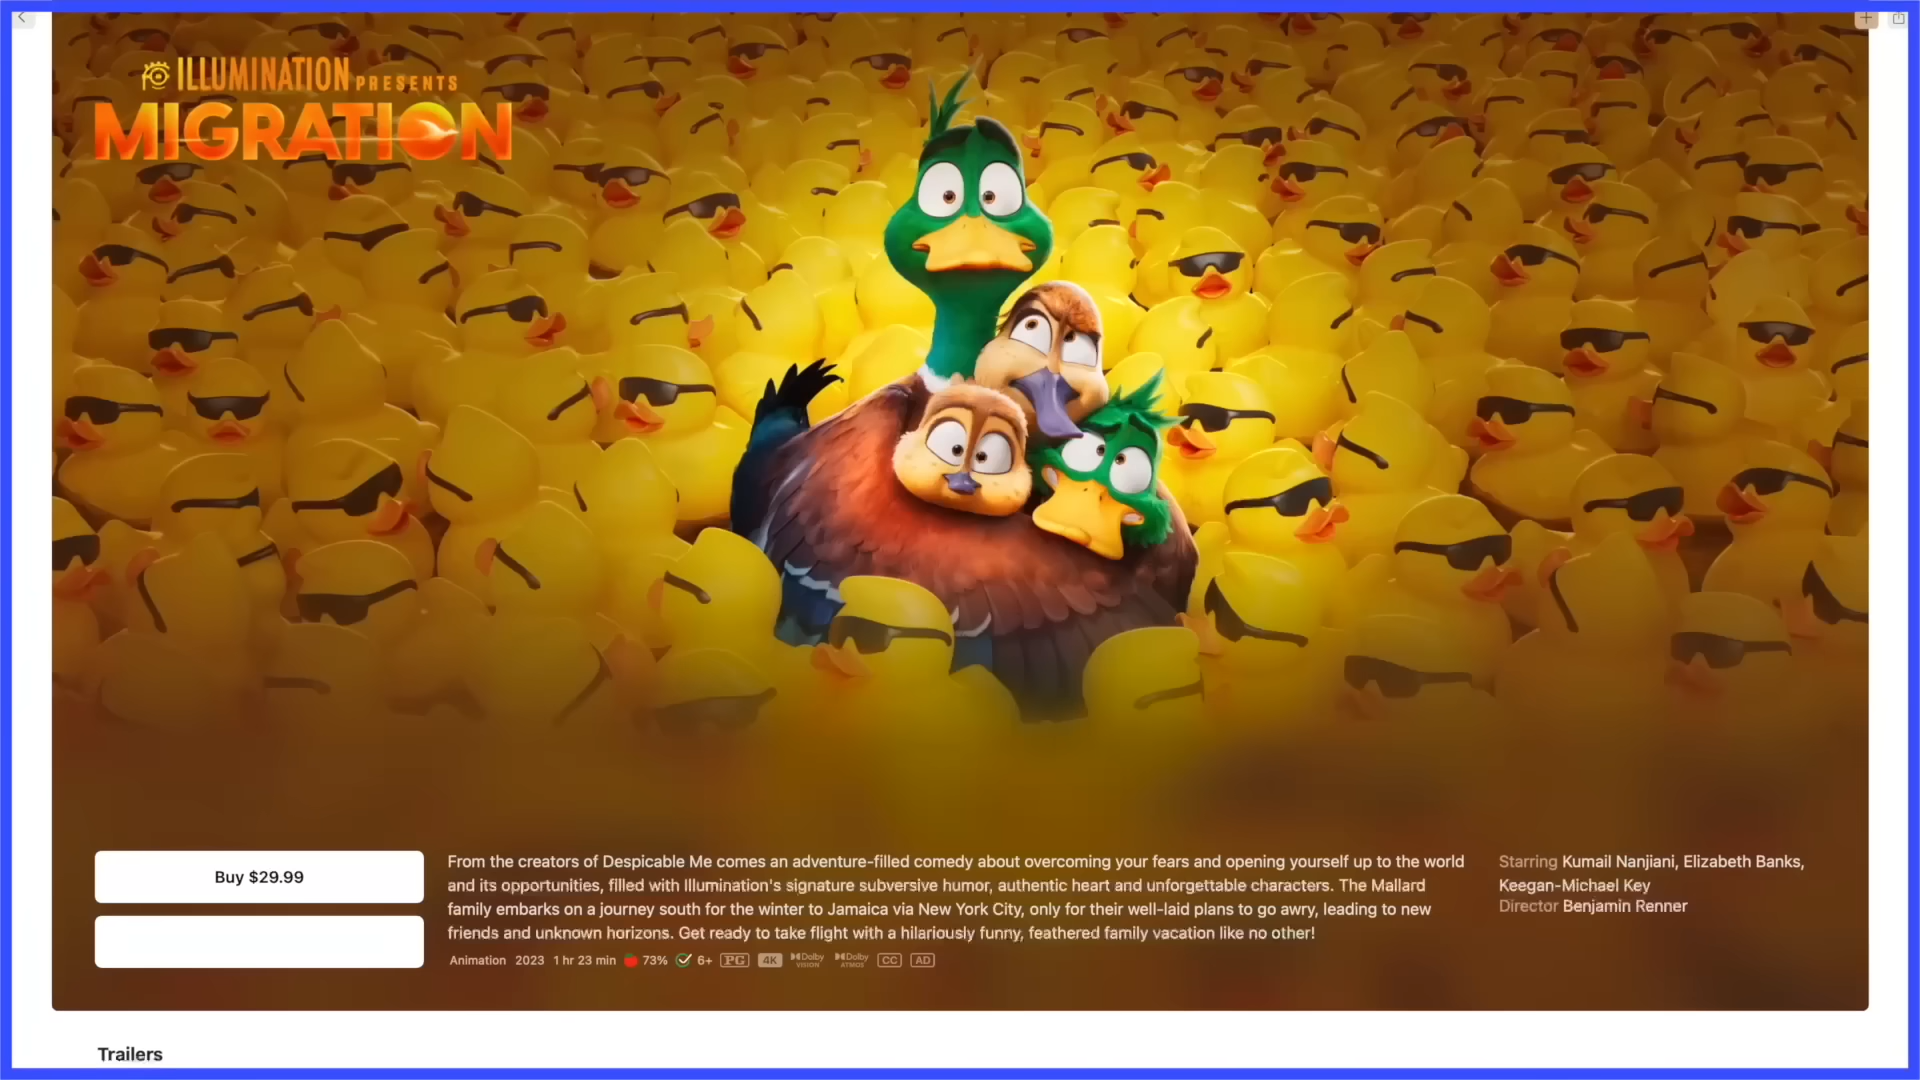 ILLUMINATION PRESENTS
MIGRATION
Buy $29.99
From the creators of Despicable Me comes an adventure-filled comedy about overcoming your fears and opening yourself up to the world
and its opportunities, filled with Illumination's signature subversive humor, authentic heart and unforgettable characters. The Mallard
family embarks on a journey south for the winter to Jamaica via New York City, only for their well-laid plans to go awry, leading to new
friends and unknown horizons. Get ready to take flight with a hilariously funny, feathered family vacation like no other!
Animation 2023 1 hr 23 min 73% 6+ PG 4K Dolby VISION Dolby ATMOS CC AD
Starring Kumail Nanjiani, Elizabeth Banks,
Keegan-Michael Key
Director Benjamin Renner
Trailers